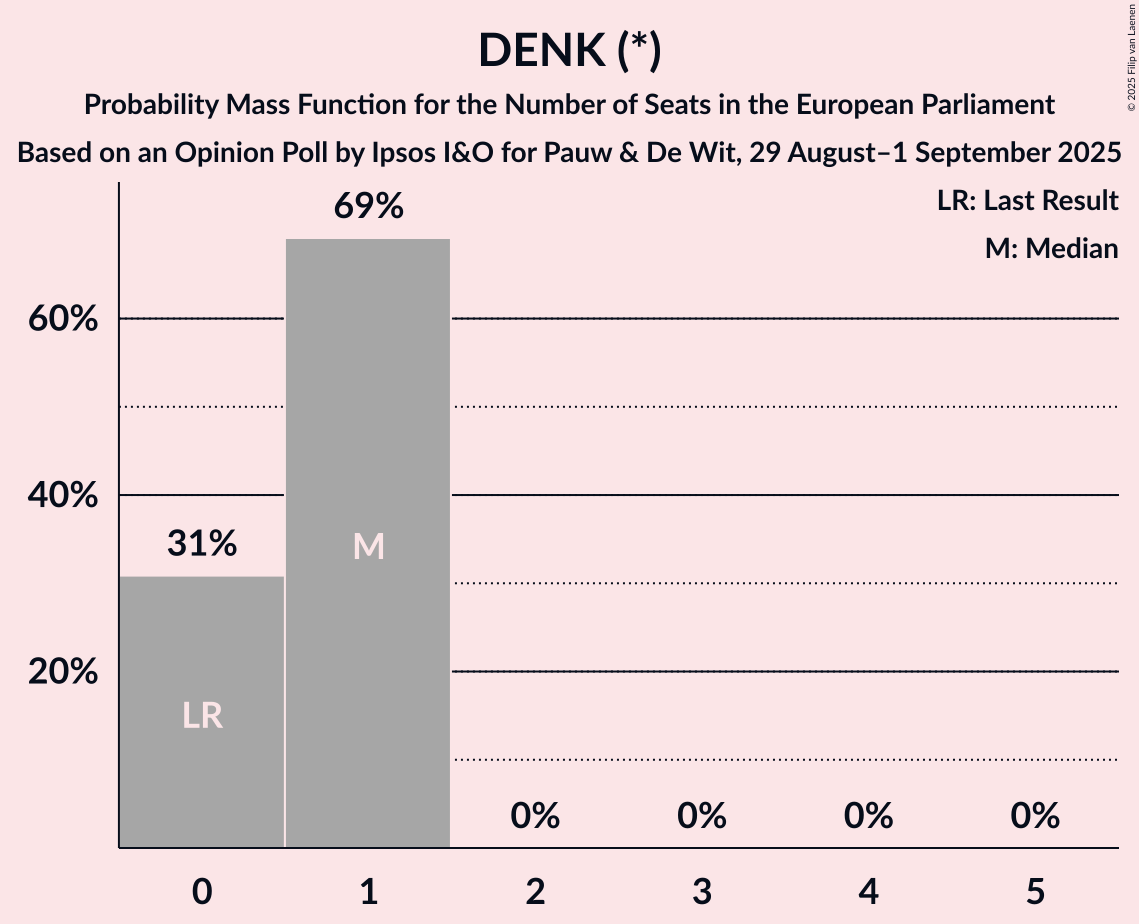 DENK (*)
Probability Mass Function for the Number of Seats in the European Parliament
Based on an Opinion Poll by Ipsos I&O for Pauw & De Wit, 29 August–1 September 2025
© 2025 Filip van Laenen
LR: Last Result
M: Median
69%
60%
40%
31%
M
20%
LR
0% 0% 0% 0%
0 1 2 3 4 5